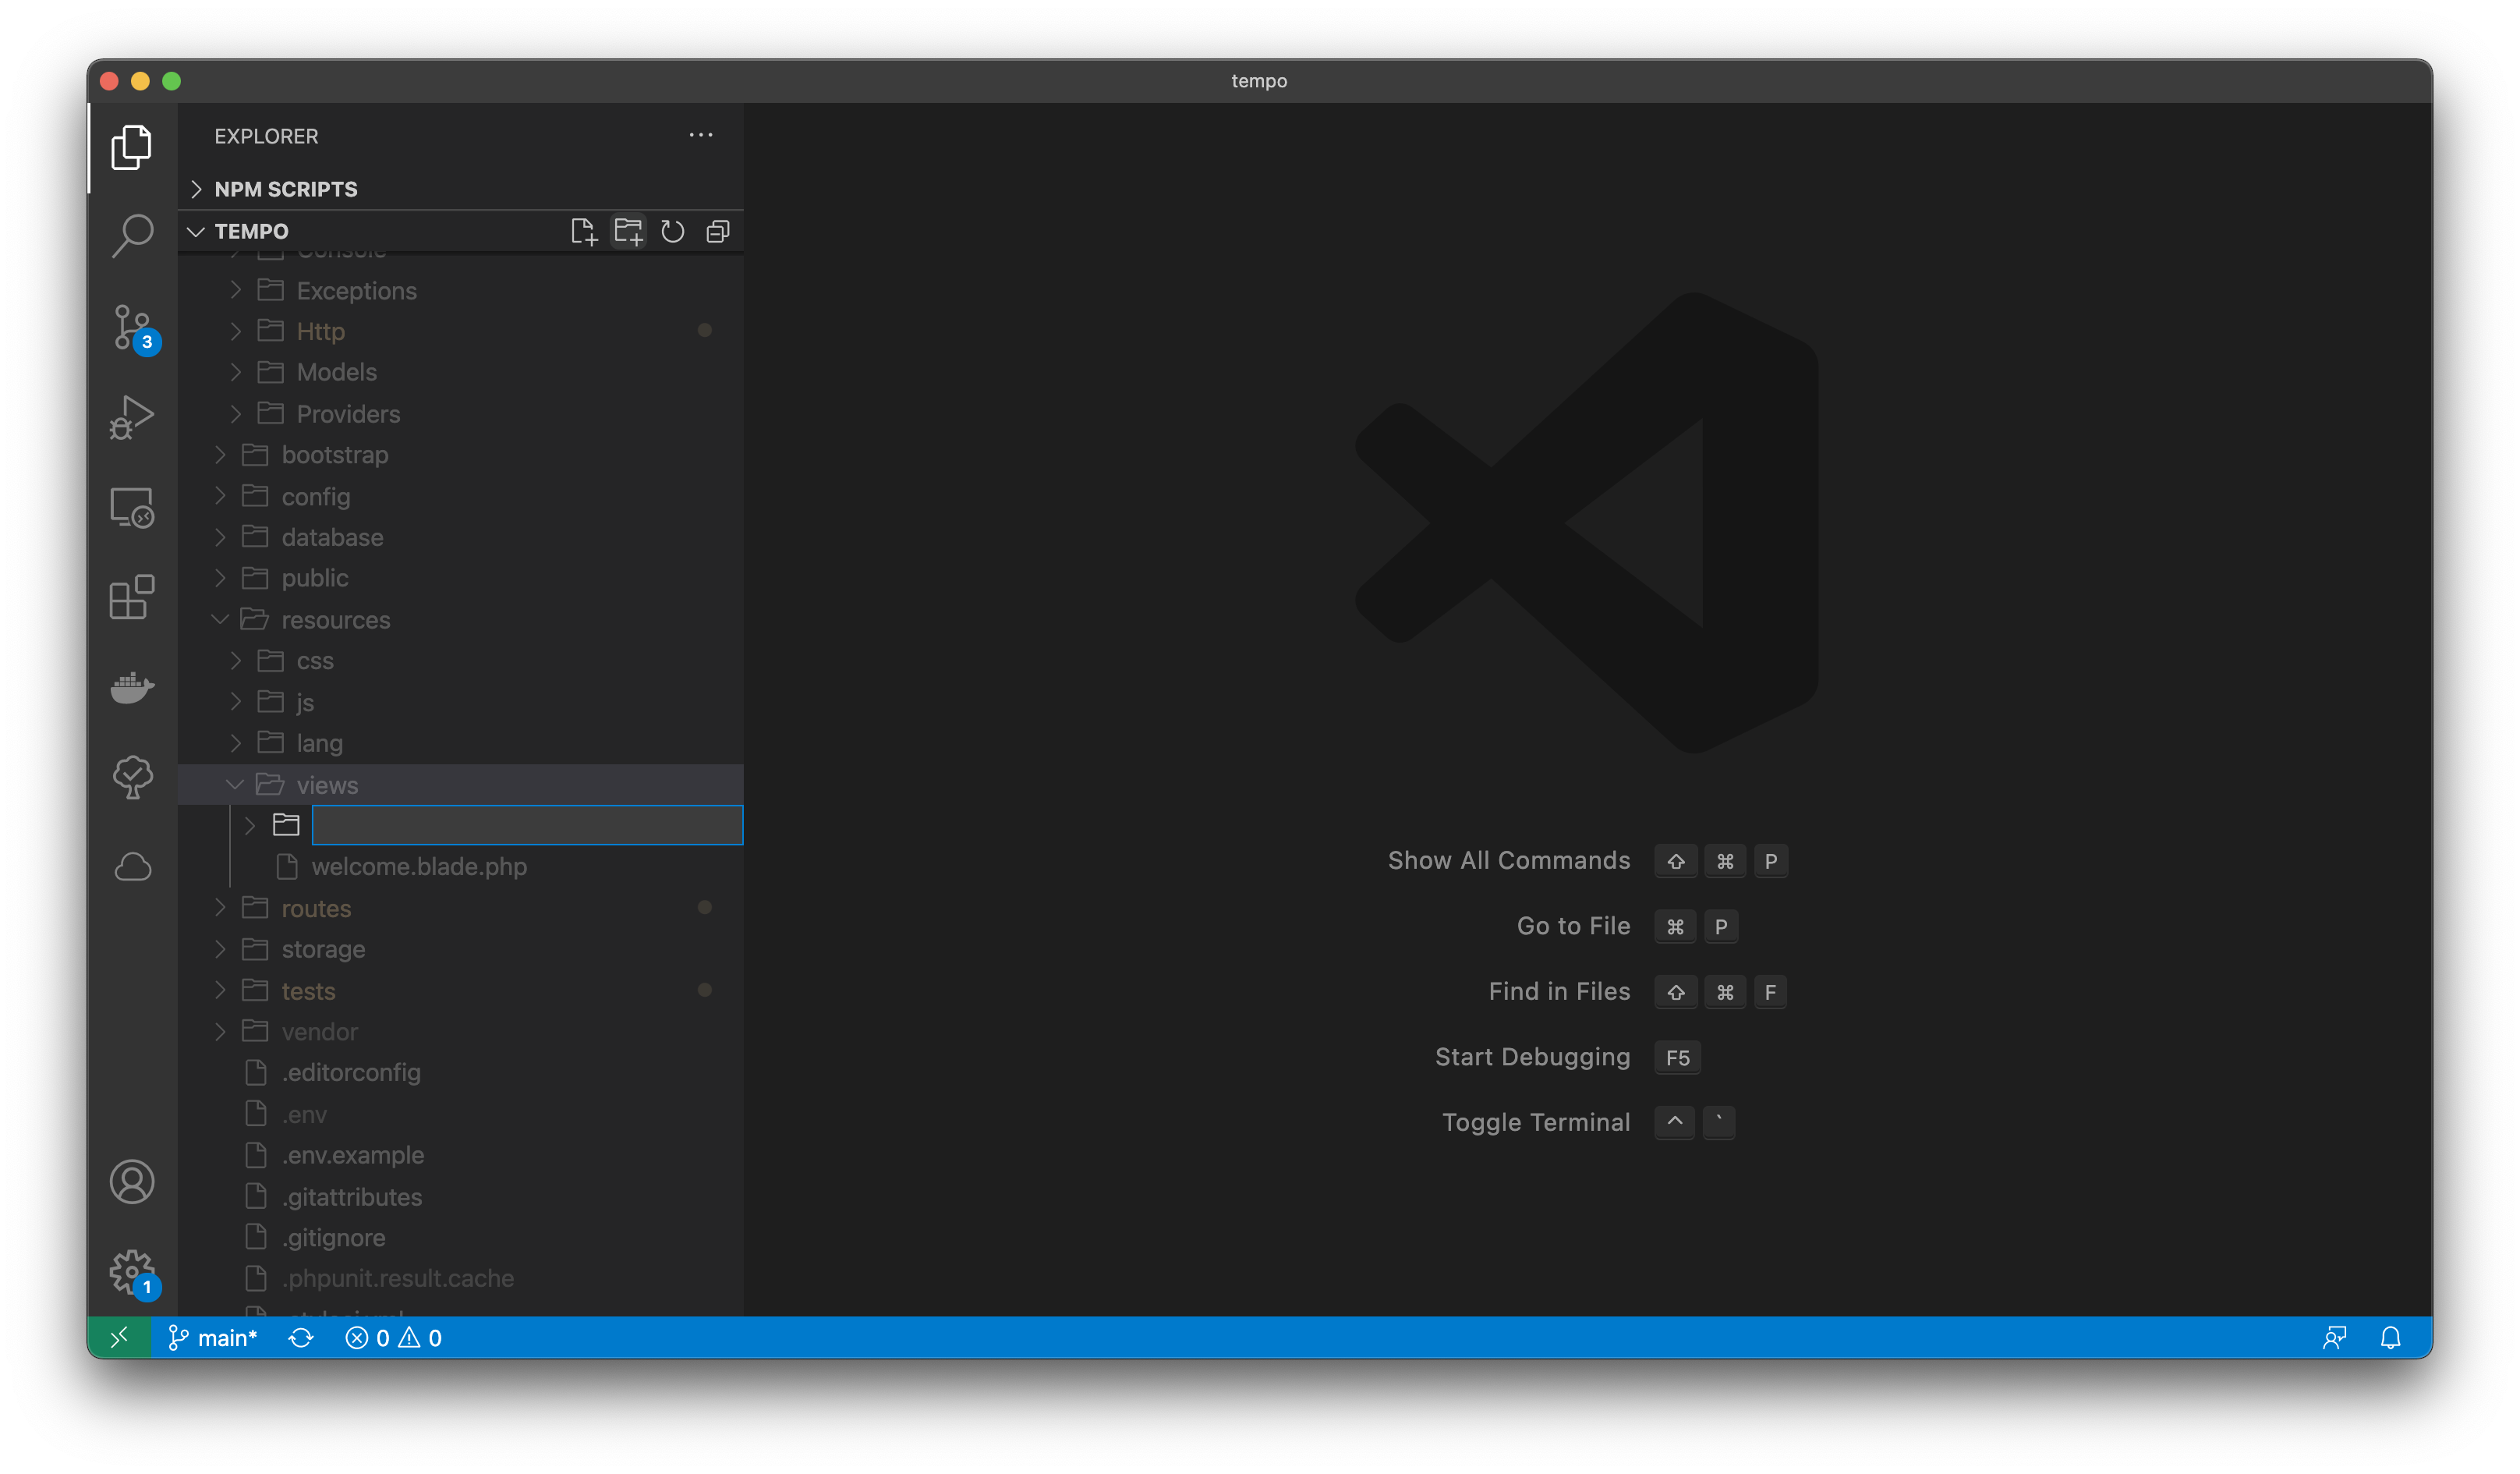 tempo
EXPLORER
NPM SCRIPTS
TEMPO
Console
Exceptions
Http
Models
Providers
bootstrap
config
database
public
resources
css
js
lang
views
welcome.blade.php
routes
storage
tests
vendor
.editorconfig
.env
.env.example
.gitattributes
.gitignore
.phpunit.result.cache
3
1
Show All Commands ⇧ ⌘ P
Go to File ⌘ P
Find in Files ⇧ ⌘ F
Start Debugging F5
Toggle Terminal ^ `
main* 0 0